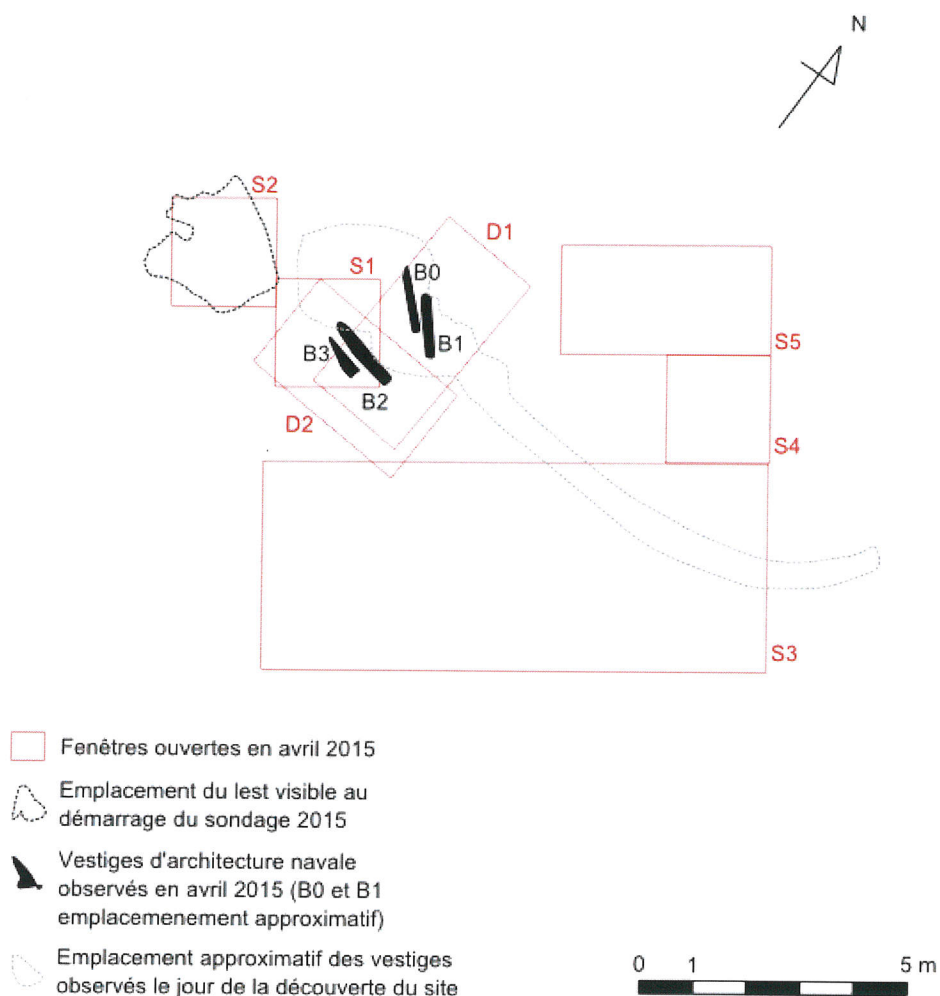 N
S2
D1
S1
B0
B3
B1
S5
B2
D2
S4
S3
Fenêtres ouvertes en avril 2015
Emplacement du lest visible au
démarrage du sondage 2015
Vestiges d'architecture navale
observés en avril 2015 (B0 et B1
emplacemenement approximatif)
Emplacement approximatif des vestiges
observés le jour de la découverte du site
0 1 5 m